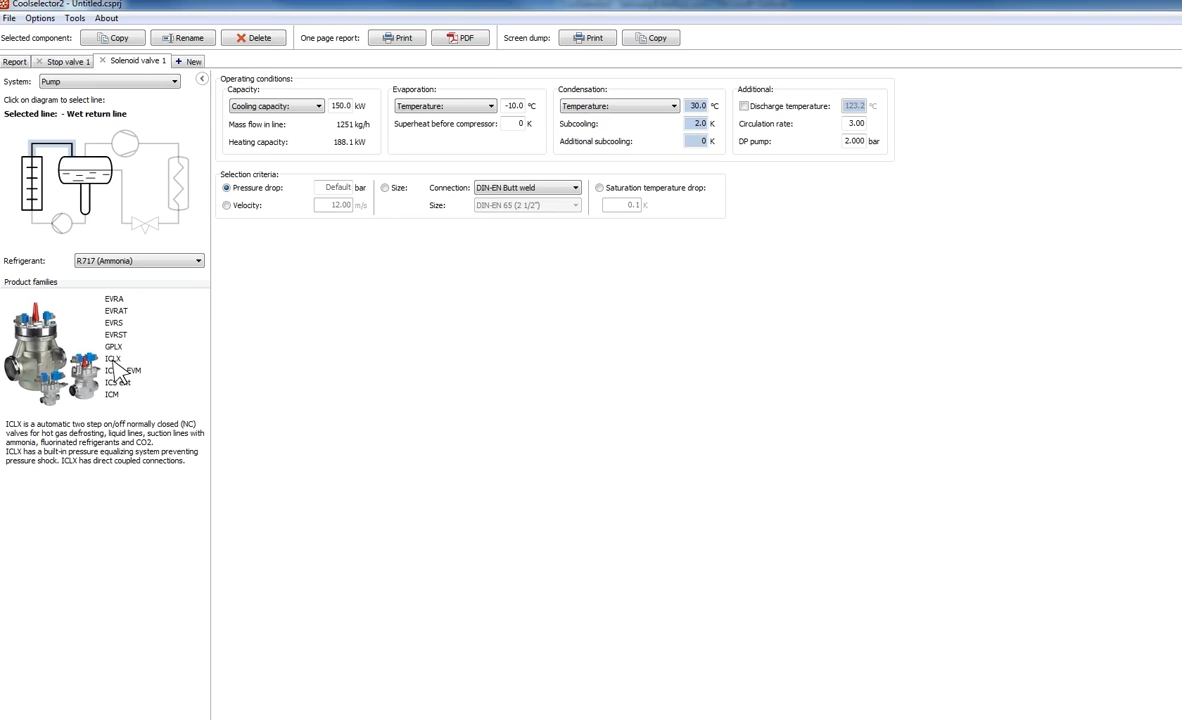 Coolselector2 - Untitled.csprj
File Options Tools About
Selected component: Copy Rename Delete One page report: Print PDF Screen dump: Print Copy
Report Stop valve 1 Solenoid valve 1 New
System: Pump
Click on diagram to select line:
Selected line: - Wet return line
Refrigerant: R717 (Ammonia)
Product families
EVRA
EVRAT
EVRS
EVRST
GPLX
ICLX
EVM
ICM
ICLX is a automatic two step on/off normally closed (NC)
valves for hot gas defrosting, liquid lines, suction lines with
ammonia, fluorinated refrigerants and CO2.
ICLX has a built-in pressure equalizing system preventing
pressure shock. ICLX has direct coupled connections.
Operating conditions:
Capacity:
Cooling capacity: 150.0 kW
Mass flow in line: 1251 kg/h
Heating capacity: 188.1 kW
Evaporation:
Temperature: -10.0 °C
Superheat before compressor: 0 K
Condensation:
Temperature: 30.0 °C
Subcooling: 2.0 K
Additional subcooling: 0 K
Additional:
Discharge temperature: 123.2 °C
Circulation rate: 3.00
DP pump: 2.000 bar
Selection criteria:
Pressure drop: Default bar
Velocity: 12.00 m/s
Size: Connection: DIN-EN Butt weld
Size: DIN-EN 65 (2 1/2")
Saturation temperature drop:
0.1 K